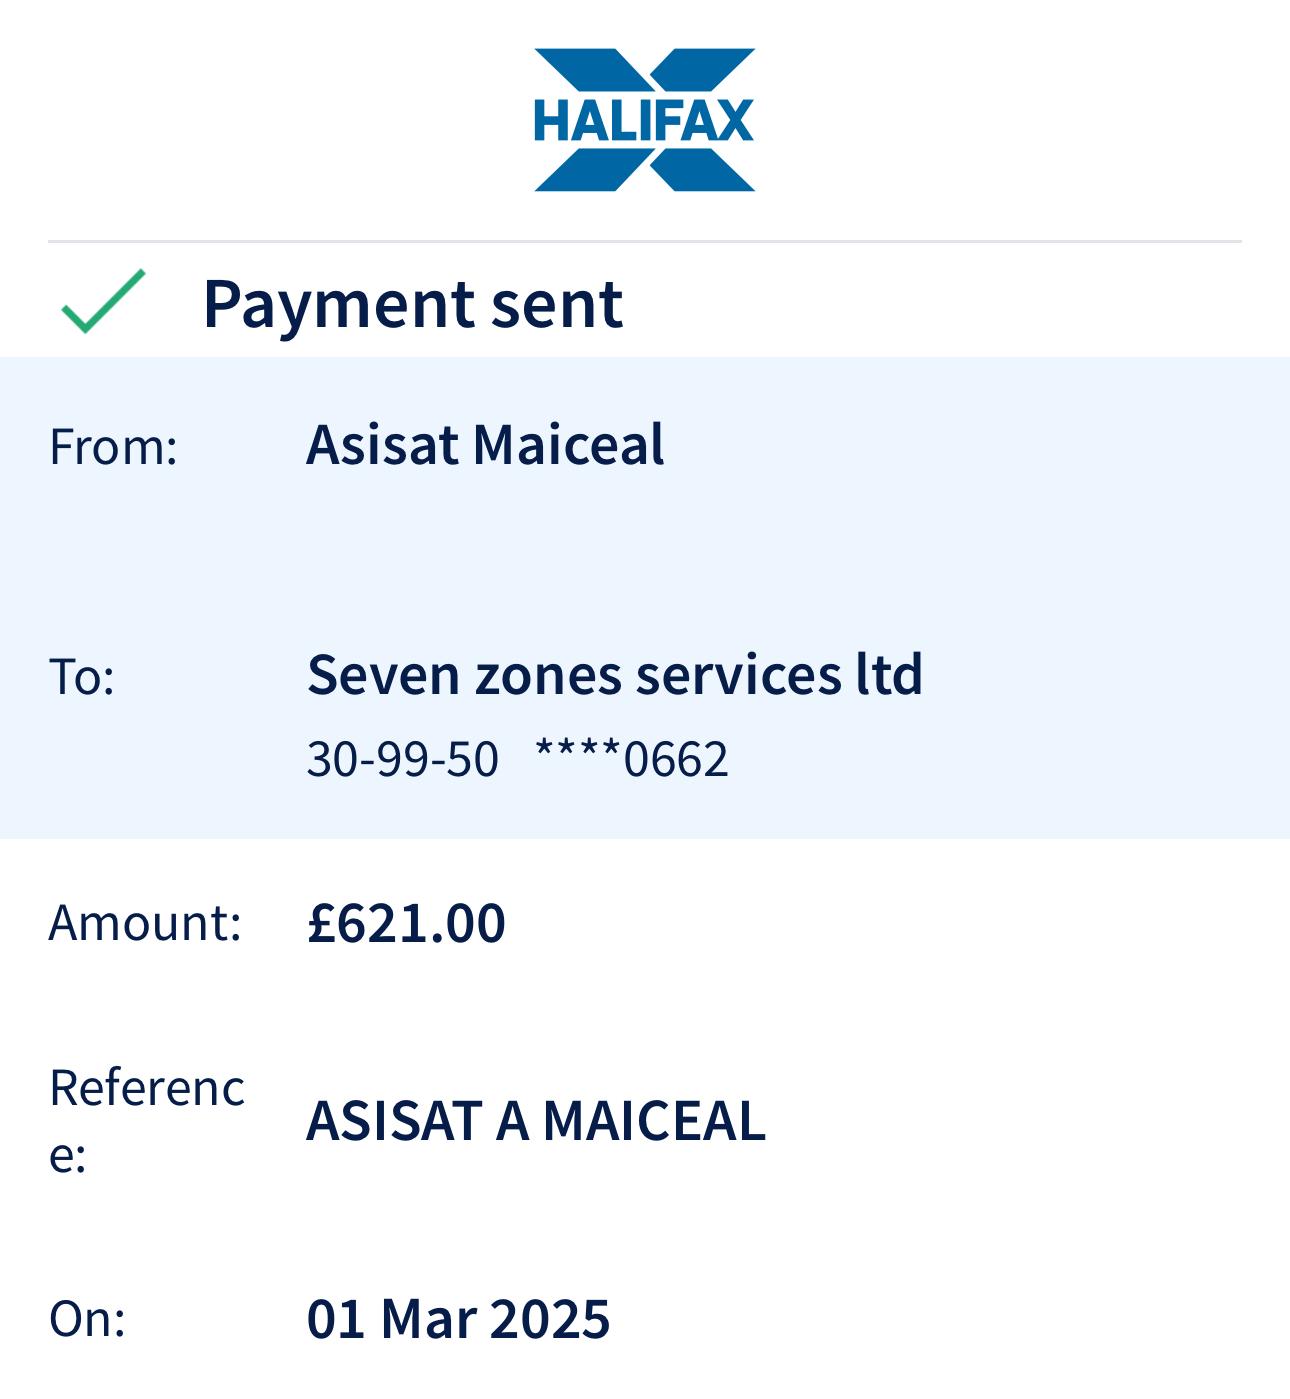 HALIFAX
Payment sent
From: Asisat Maiceal
To: Seven zones services ltd
30-99-50 ****0662
Amount: £621.00
Referenc
e: ASISAT A MAICEAL
On: 01 Mar 2025